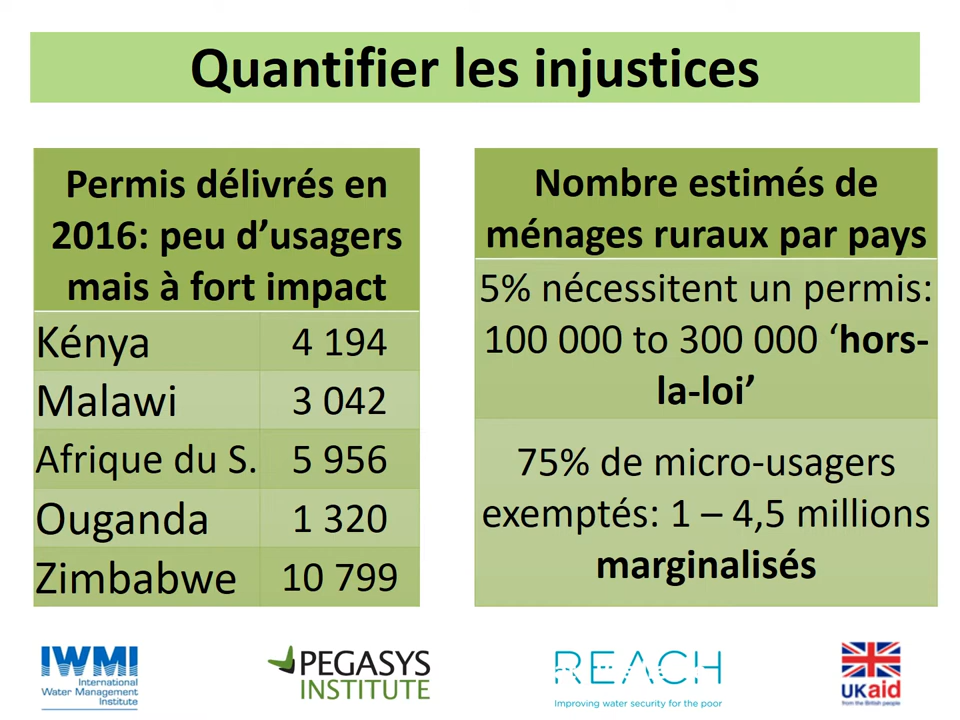 Quantifier les injustices
Permis délivrés en
2016: peu d'usagers
mais à fort impact
Kénya 4 194
Malawi 3 042
Afrique du S. 5 956
Ouganda 1 320
Zimbabwe 10 799
Nombre estimés de
ménages ruraux par pays
5% nécessitent un permis:
100 000 to 300 000 ‘hors-
la-loi’
75% de micro-usagers
exemptés: 1 – 4,5 millions
marginalisés
IWMI
International
Water Management
Institute
PEGASYS
INSTITUTE
REACH
Improving water security for the poor
UKaid
from the British people